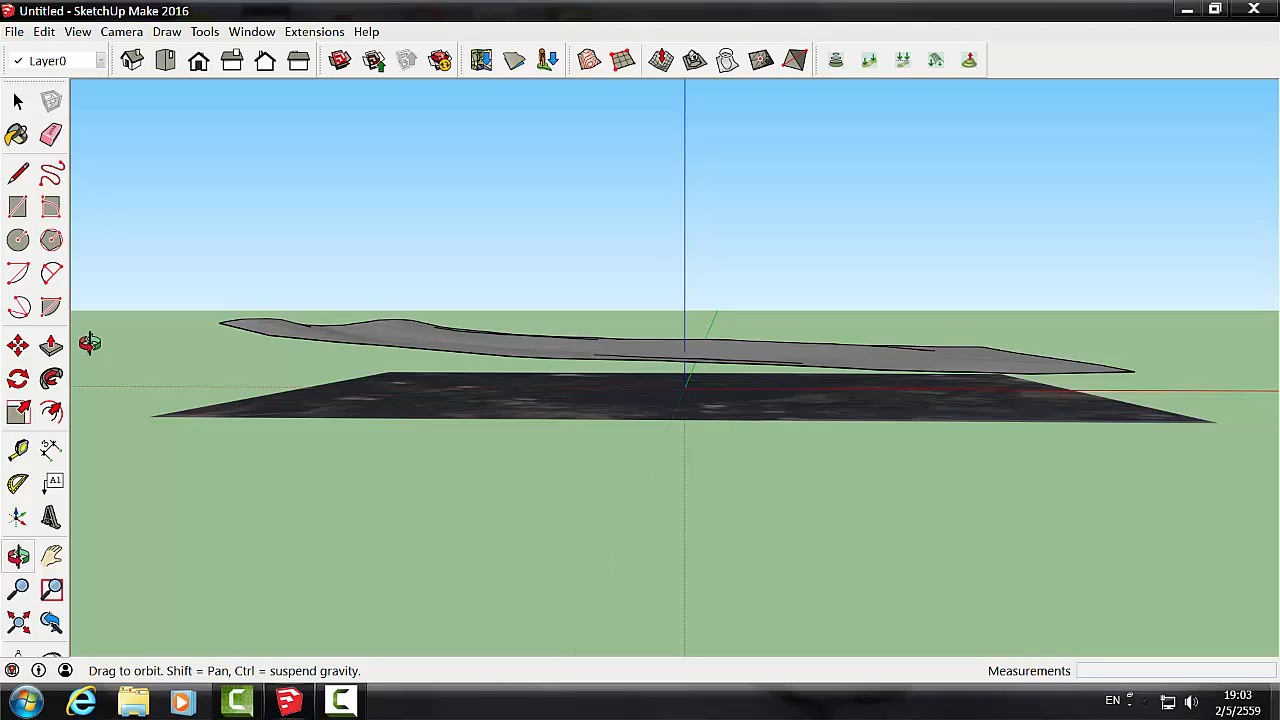 Untitled - SketchUp Make 2016
File Edit View Camera Draw Tools Window Extensions Help
Layer0
A1
Drag to orbit. Shift = Pan, Ctrl = suspend gravity.
Measurements
EN
19:03
2/5/2559